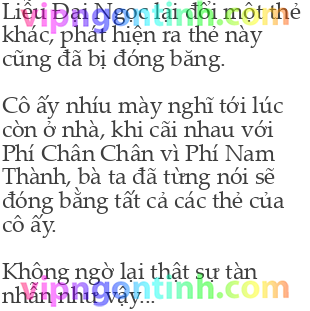 Liễu Đại Ngọc lại đổi một thẻ
vipngontinh.com
khác, phát hiện ra thẻ này
cũng đã bị đóng băng.
Cô ấy nhíu mày nghĩ tới lúc
còn ở nhà, khi cãi nhau với
Phí Chân Chân vì Phí Nam
Thành, bà ta đã từng nói sẽ
đóng bằng tất cả các thẻ của
cô ấy.
Không ngờ lại thật sự tàn
vipngontinh.com
nhẫn như vậy...